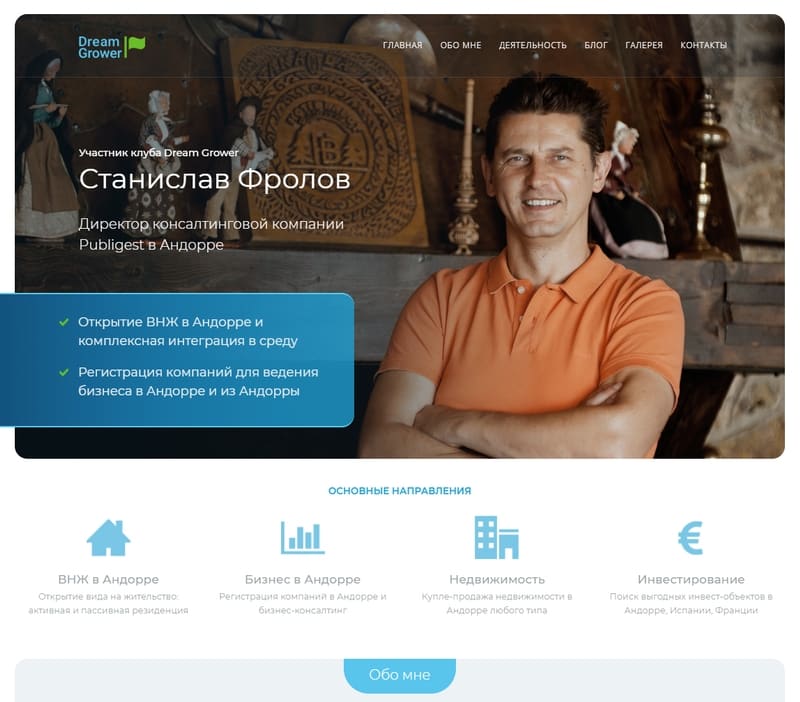 Dream
Grower
ГЛАВНАЯ ОБО МНЕ ДЕЯТЕЛЬНОСТЬ БЛОГ ГАЛЕРЕЯ КОНТАКТЫ
Участник клуба Dream Grower
Станислав Фролов
Директор консалтинговой компании
Publigest в Андорре
Открытие ВНЖ в Андорре и
комплексная интеграция в среду
Регистрация компаний для ведения
бизнеса в Андорре и из Андорры
ОСНОВНЫЕ НАПРАВЛЕНИЯ
ВНЖ в Андорре
Открытие вида на жительство:
активная и пассивная резиденция
Бизнес в Андорре
Регистрация компаний в Андорре и
бизнес-консалтинг
Недвижимость
Купле-продажа недвижимости в
Андорре любого типа
Инвестирование
Поиск выгодных инвест-объектов в
Андорре, Испании, Франции
Обо мне